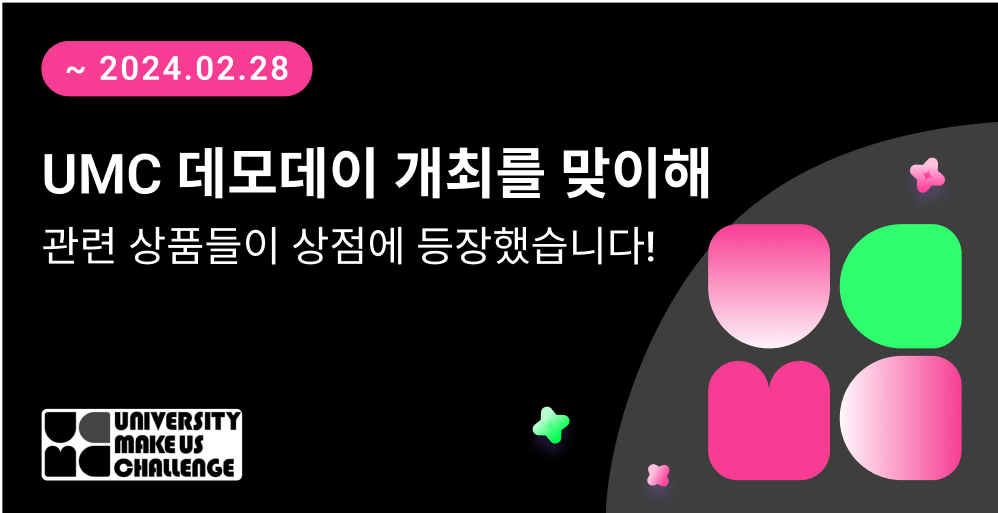 ~ 2024.02.28
UMC 데모데이 개최를 맞이해
관련 상품들이 상점에 등장했습니다!
UNIVERSITY
MAKE US
CHALLENGE